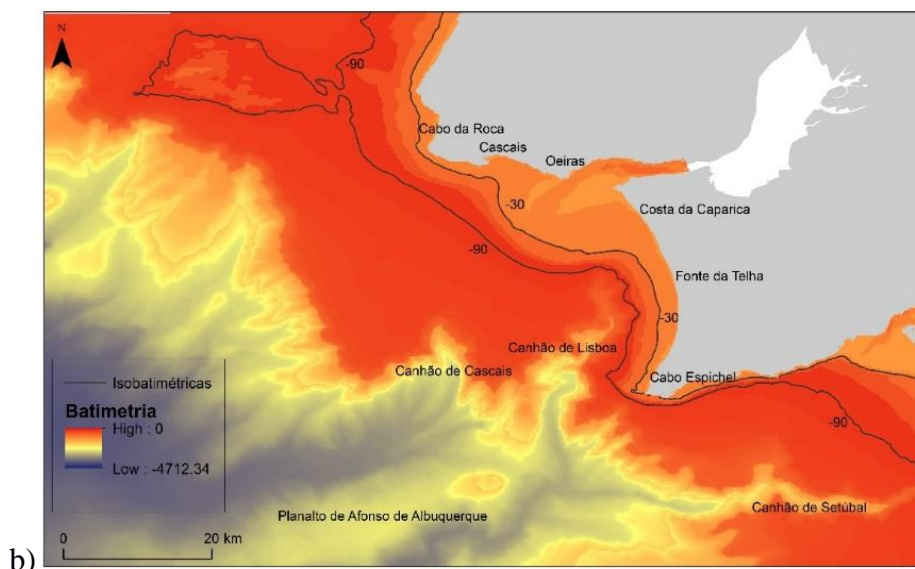 N
-90
Cabo da Roca
Cascais
Oeiras
-30
Costa da Caparica
-90
Fonte da Telha
-30
Canhão de Lisboa
Canhão de Cascais
Cabo Espichel
Isobatimétricas
Batimetria
High : 0
Low : -4712.34
-90
Canhão de Setúbal
Planalto de Afonso de Albuquerque
0 20 km
b)